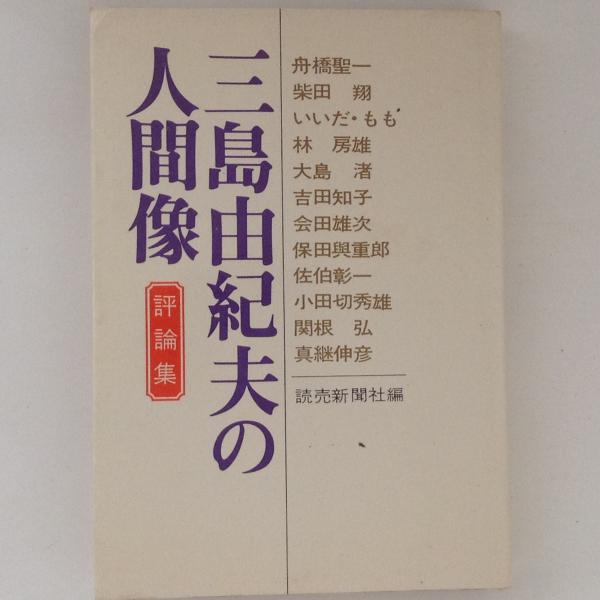 三島由紀夫の
人間像
評論集
舟橋聖一
柴田 翔
いいだ・もも
林 房雄
大島 渚
吉田知子
会田雄次
保田與重郎
佐伯彰一
小田切秀雄
関根 弘
真継伸彦
読売新聞社編